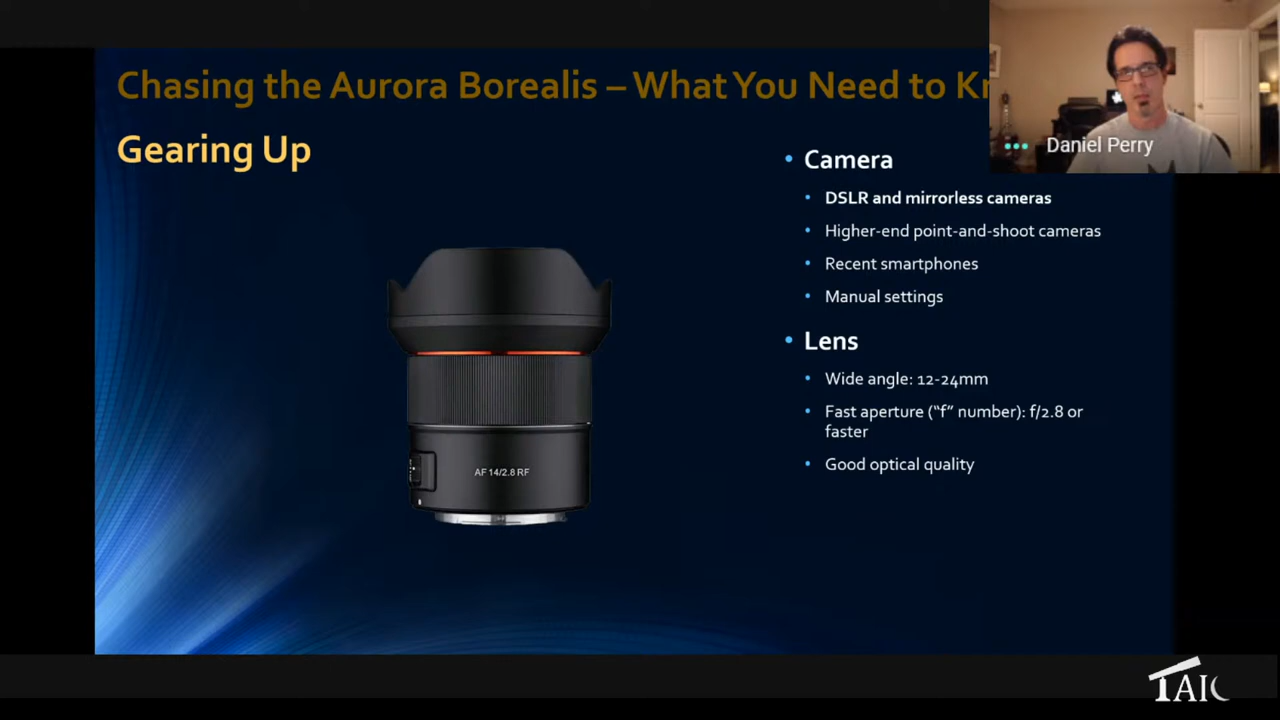 Chasing the Aurora Borealis – What You Need to Kn
Gearing Up
Daniel Perry
• Camera
• DSLR and mirrorless cameras
• Higher-end point-and-shoot cameras
• Recent smartphones
• Manual settings
• Lens
• Wide angle: 12-24mm
• Fast aperture (“f” number): f/2.8 or
faster
• Good optical quality
AF 14/2.8 RF
TAIC